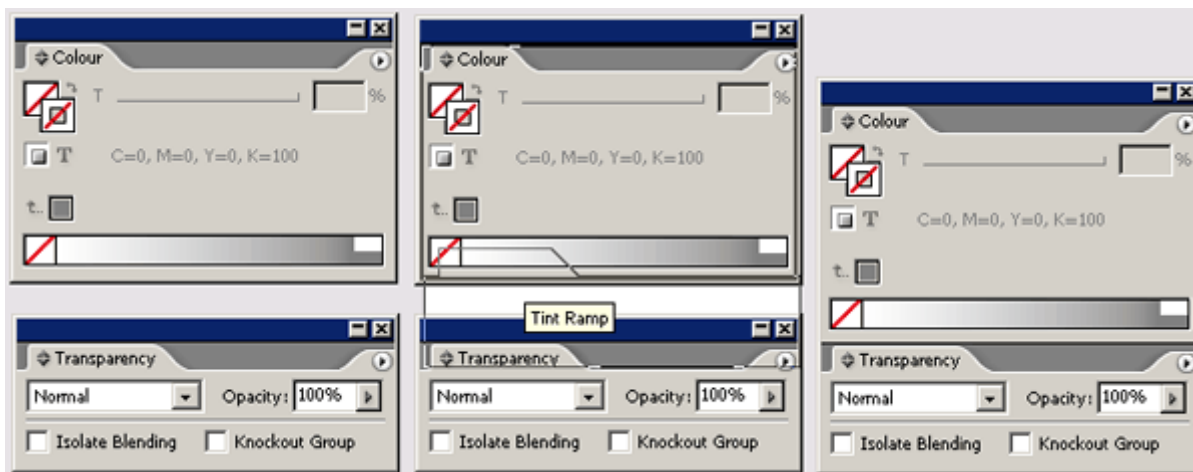 Colour
T %
T C=0, M=0, Y=0, K=100
t..
Transparency
Normal Opacity: 100%
Isolate Blending Knockout Group
Colour
T %
T C=0, M=0, Y=0, K=100
t..
Tint Ramp
Transparency
Normal Opacity: 100%
Isolate Blending Knockout Group
Colour
T %
T C=0, M=0, Y=0, K=100
t..
Transparency
Normal Opacity: 100%
Isolate Blending Knockout Group